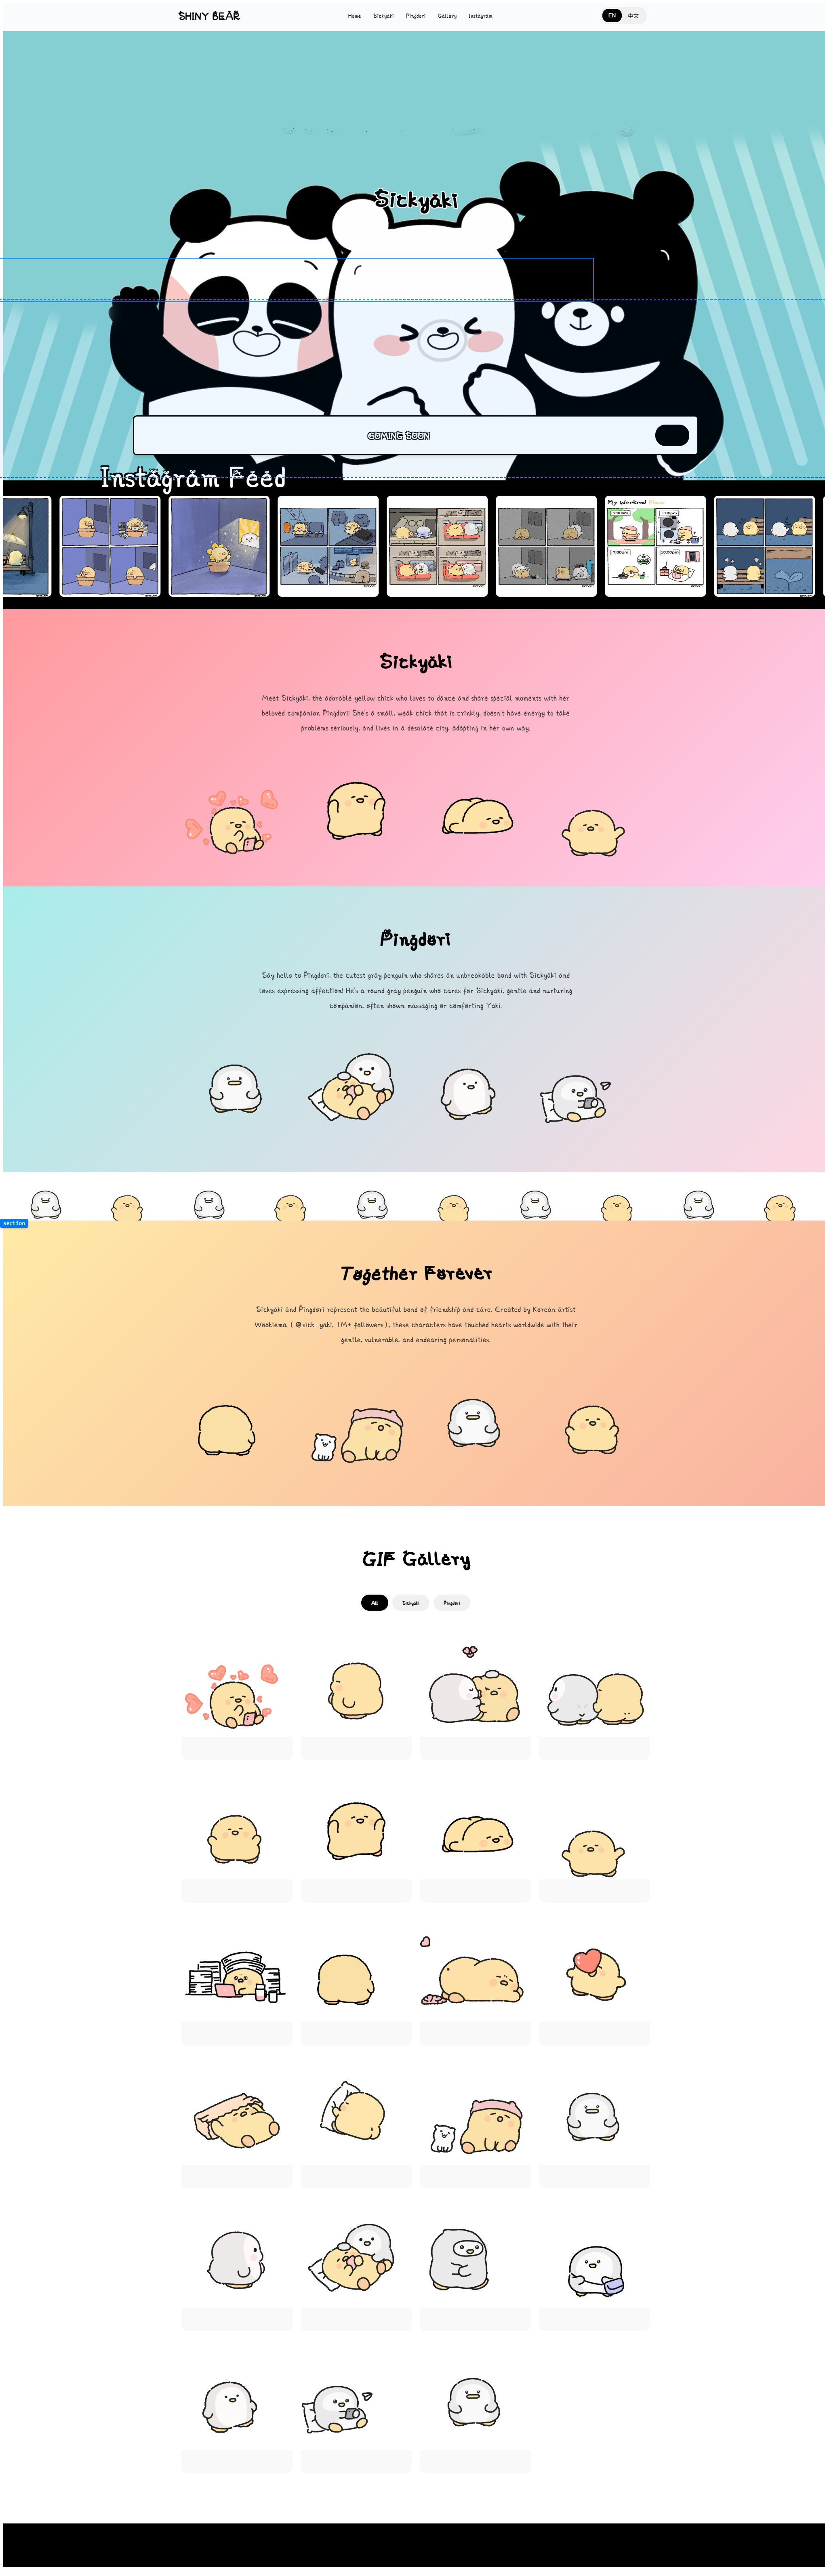 SHINY BEAR
Home Sickyaki Pingdori Gallery Instagram
EN 中文
Sickyaki
COMING SOON
Instagram Feed
My Weekend Plans
Sickyaki
Meet Sickyaki, the adorable yellow chick who loves to dance and share special moments with her
beloved companion Pingdori! She's a small, weak chick that is crinkly, doesn't have energy to take
problems seriously, and lives in a desolate city, adapting in her own way.
Pingdori
Say hello to Pingdori, the cutest gray penguin who shares an unbreakable bond with Sickyaki and
loves expressing affection! He's a round gray penguin who cares for Sickyaki, gentle and nurturing
companion, often shown massaging or comforting Yaki.
section
Together Forever
Sickyaki and Pingdori represent the beautiful bond of friendship and care. Created by Korean artist
Wookiema (@sick_yaki, 1M+ followers), these characters have touched hearts worldwide with their
gentle, vulnerable, and endearing personalities.
GIF Gallery
All Sickyaki Pingdori